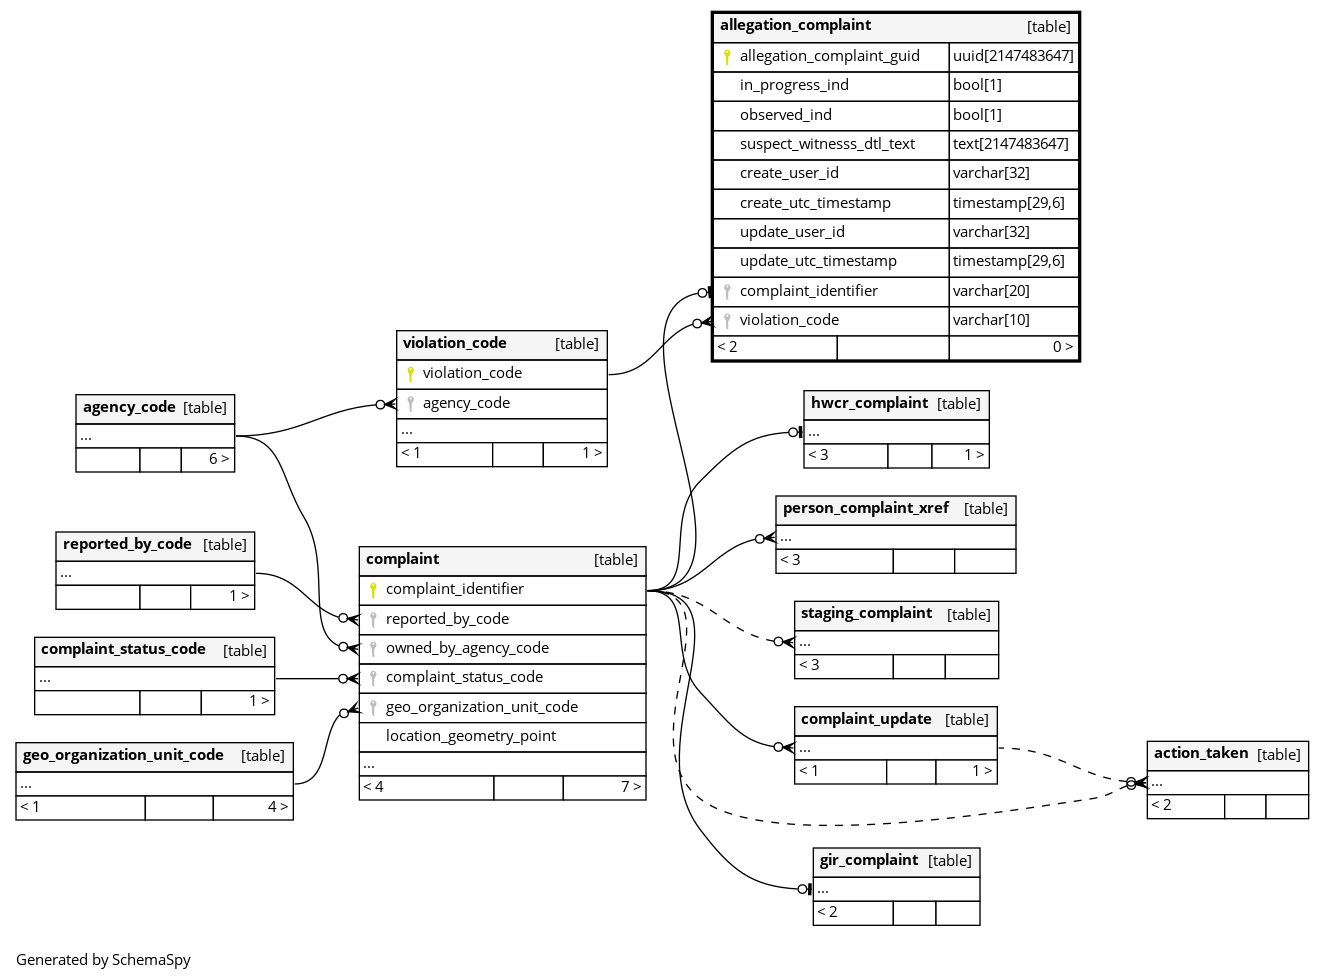 allegation_complaint [table]
allegation_complaint_guid uuid[2147483647]
in_progress_ind bool[1]
observed_ind bool[1]
suspect_witnesss_dtl_text text[2147483647]
create_user_id varchar[32]
create_utc_timestamp timestamp[29,6]
update_user_id varchar[32]
update_utc_timestamp timestamp[29,6]
complaint_identifier varchar[20]
violation_code varchar[10]
< 2 0 >
violation_code [table]
violation_code
agency_code
...
< 1 1 >
agency_code [table]
...
6 >
hwcr_complaint [table]
...
< 3 1 >
person_complaint_xref [table]
...
< 3
reported_by_code [table]
...
1 >
complaint [table]
complaint_identifier
reported_by_code
owned_by_agency_code
complaint_status_code
geo_organization_unit_code
location_geometry_point
...
< 4 7 >
staging_complaint [table]
...
< 3
complaint_status_code [table]
...
1 >
complaint_update [table]
...
< 1 1 >
geo_organization_unit_code [table]
...
< 1 4 >
action_taken [table]
...
< 2
gir_complaint [table]
...
< 2
Generated by SchemaSpy